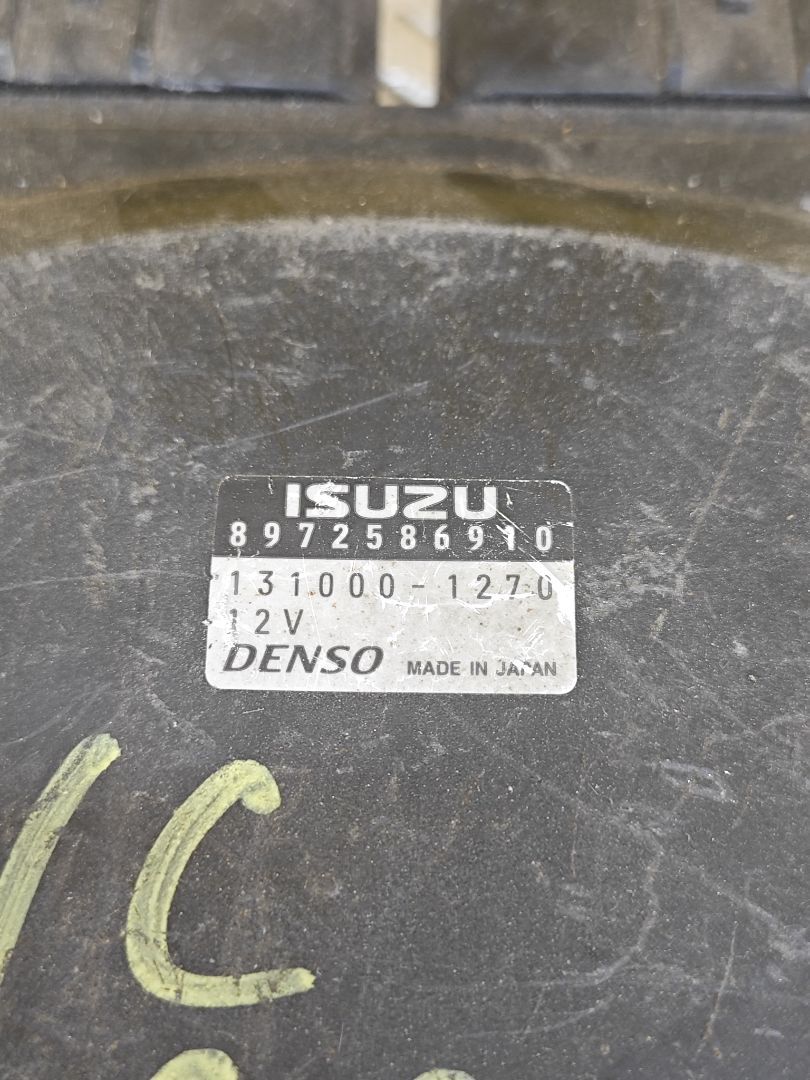 ISUZU
8972586910
131000-1270
12V
DENSO MADE IN JAPAN
/C